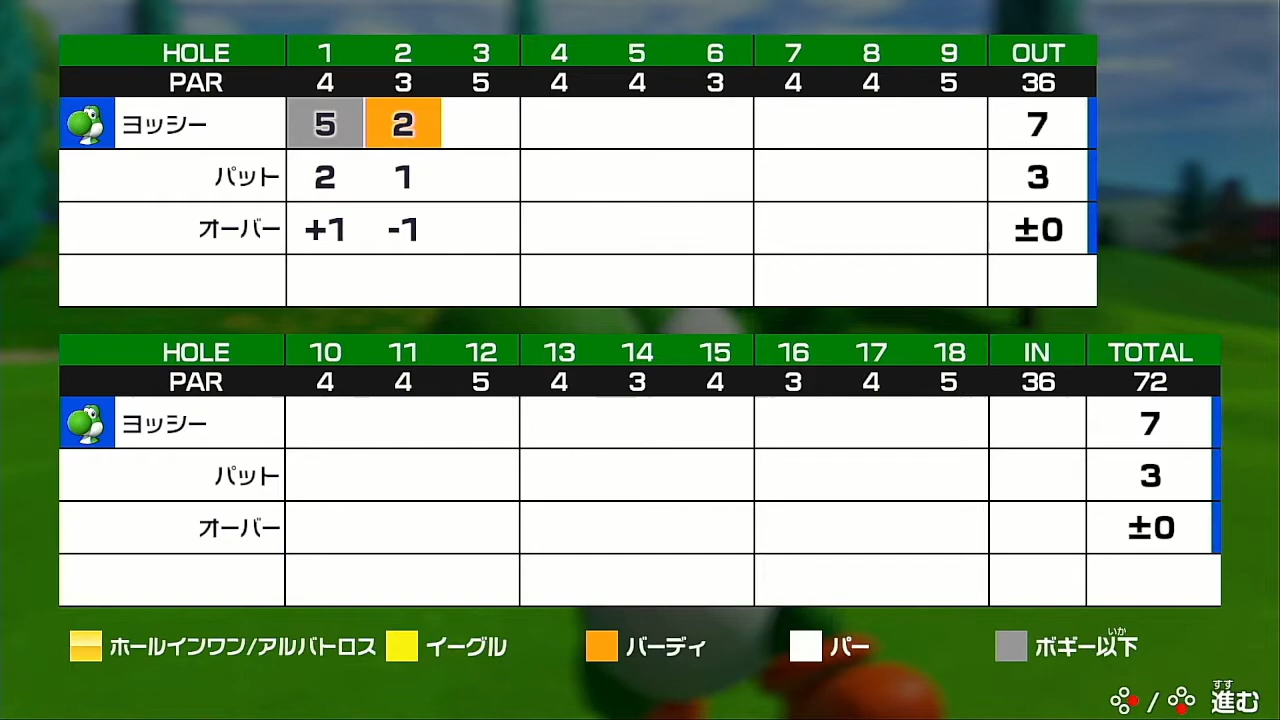 HOLE 1 2 3 4 5 6 7 8 9 OUT
PAR 4 3 5 4 4 3 4 4 5 36
ヨッシー 5 2 7
パット 2 1 3
オーバー +1 -1 ±0
HOLE 10 11 12 13 14 15 16 17 18 IN TOTAL
PAR 4 4 5 4 3 4 3 4 5 36 72
ヨッシー 7
パット 3
オーバー ±0
ホールインワン/アルバトロス イーグル バーディ パー ボギー以下
いか
/ 進む
すす